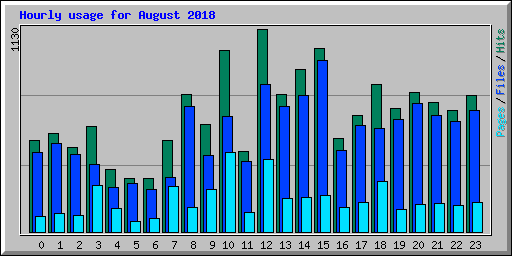 Hourly usage for August 2018
1130
Pages/Files/Hits
0 1 2 3 4 5 6 7 8 9 10 11 12 13 14 15 16 17 18 19 20 21 22 23